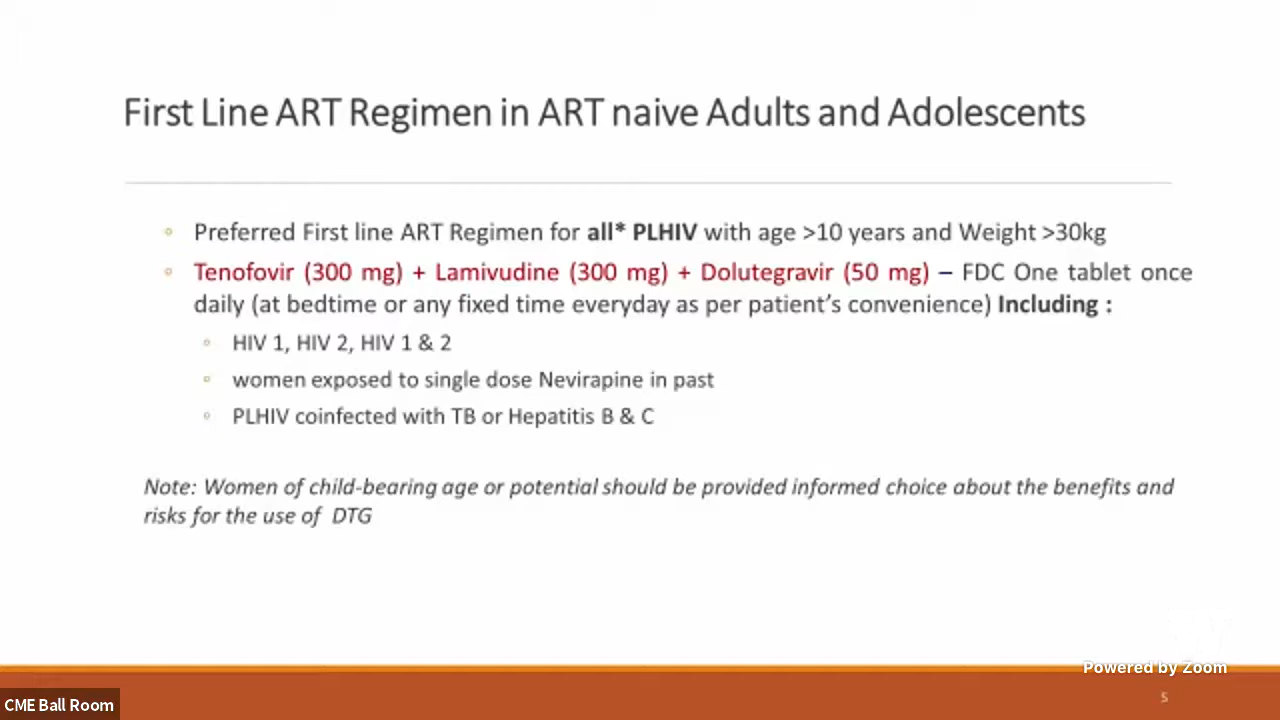 First Line ART Regimen in ART naive Adults and Adolescents
◦ Preferred First line ART Regimen for all* PLHIV with age >10 years and Weight >30kg
◦ Tenofovir (300 mg) + Lamivudine (300 mg) + Dolutegravir (50 mg) – FDC One tablet once
daily (at bedtime or any fixed time everyday as per patient’s convenience) Including :
◦ HIV 1, HIV 2, HIV 1 & 2
◦ women exposed to single dose Nevirapine in past
◦ PLHIV coinfected with TB or Hepatitis B & C
Note: Women of child-bearing age or potential should be provided informed choice about the benefits and
risks for the use of DTG
Powered by Zoom
5
CME Ball Room